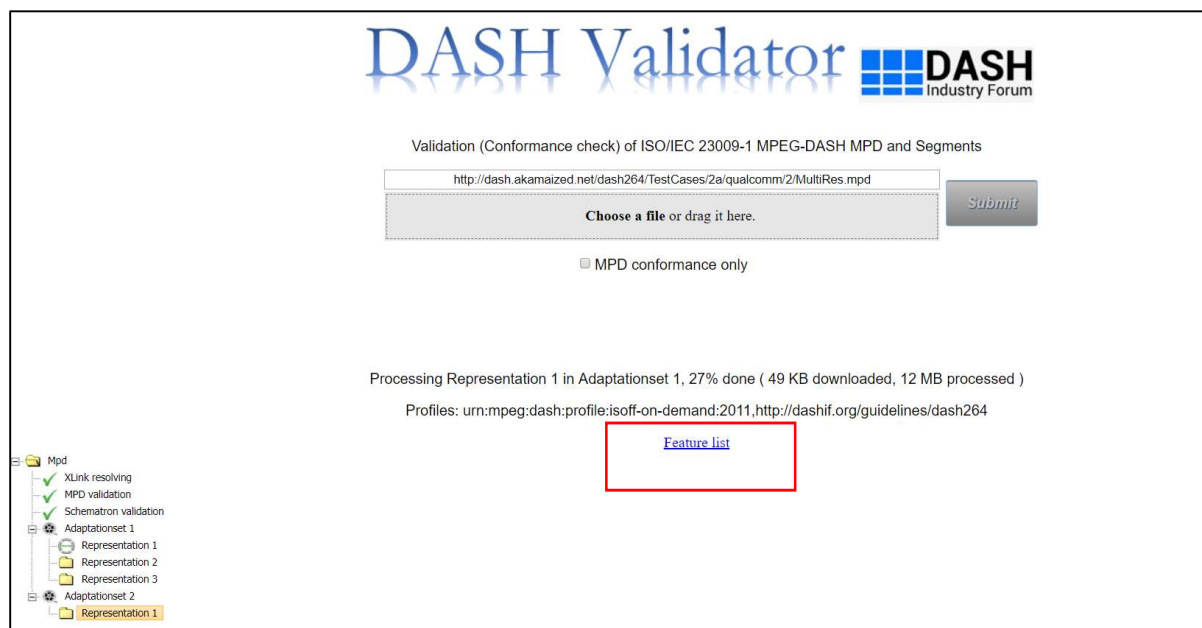 DASH Validator
DASH
Industry Forum
Validation (Conformance check) of ISO/IEC 23009-1 MPEG-DASH MPD and Segments
http://dash.akamaized.net/dash264/TestCases/2a/qualcomm/2/MultiRes.mpd
Submit
Choose a file or drag it here.
MPD conformance only
Processing Representation 1 in Adaptationset 1, 27% done ( 49 KB downloaded, 12 MB processed )
Profiles: urn:mpeg:dash:profile:isoff-on-demand:2011,http://dashif.org/guidelines/dash264
Feature list
Mpd
XLink resolving
MPD validation
Schematron validation
Adaptationset 1
Representation 1
Representation 2
Representation 3
Adaptationset 2
Representation 1